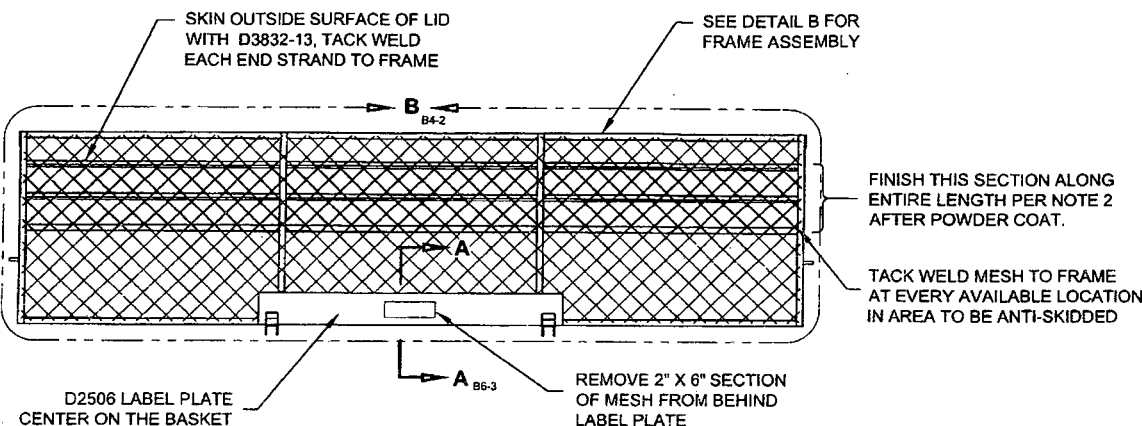 SKIN OUTSIDE SURFACE OF LID
WITH D3832-13, TACK WELD
EACH END STRAND TO FRAME
SEE DETAIL B FOR
FRAME ASSEMBLY
B
B4-2
FINISH THIS SECTION ALONG
ENTIRE LENGTH PER NOTE 2
AFTER POWDER COAT.
A
TACK WELD MESH TO FRAME
AT EVERY AVAILABLE LOCATION
IN AREA TO BE ANTI-SKIDDED
A B6-3
D2506 LABEL PLATE
CENTER ON THE BASKET
REMOVE 2" X 6" SECTION
OF MESH FROM BEHIND
LABEL PLATE